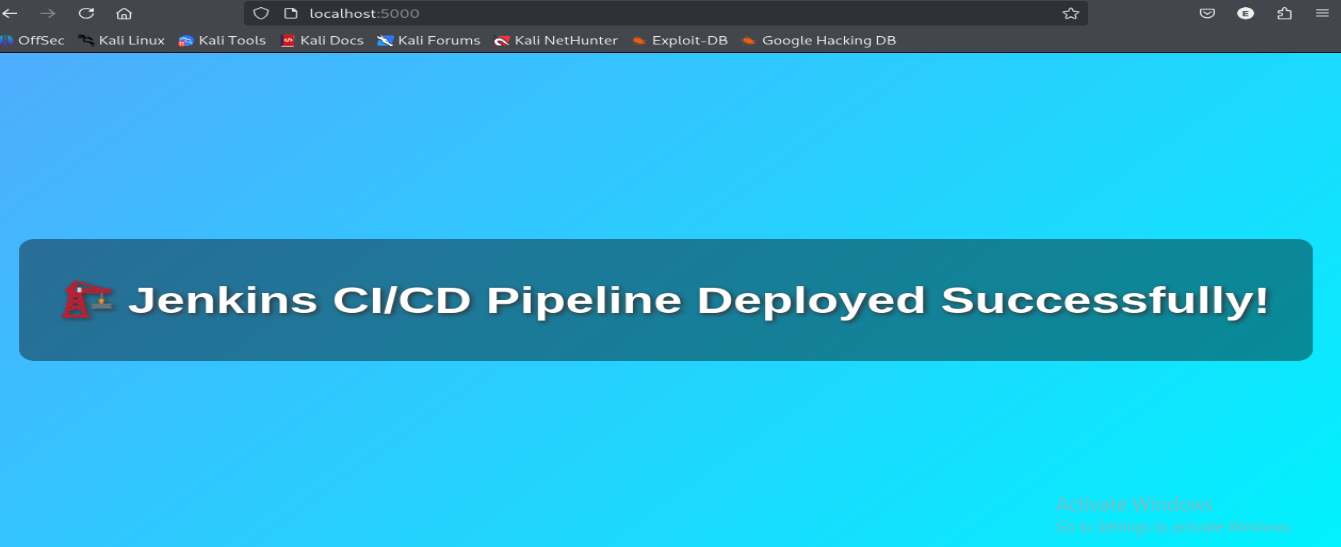 localhost:5000
OffSec Kali Linux Kali Tools Kali Docs Kali Forums Kali NetHunter Exploit-DB Google Hacking DB
Jenkins CI/CD Pipeline Deployed Successfully!
Activate Windows
Go to Settings to activate Windows.